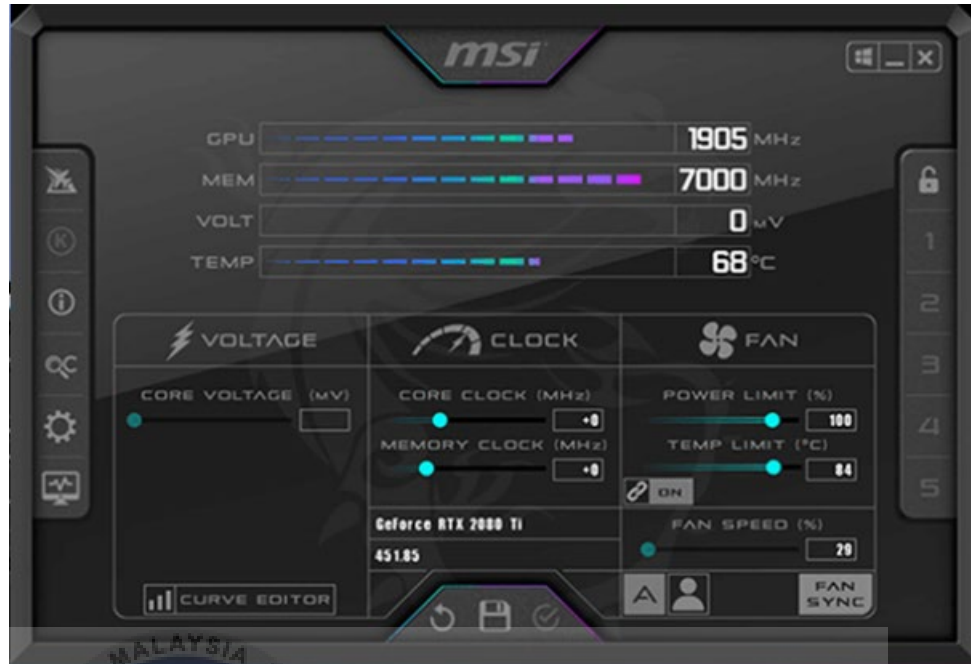 msi
GPU 1905 MHz
MEM 7000 MHz
VOLT 0 MV
TEMP 68 °C
K
1
2
3
4
5
VOLTAGE
CORE VOLTAGE (MV)
CURVE EDITOR
CLOCK
CORE CLOCK (MHz)
+0
MEMORY CLOCK (MHz)
+0
GeForce RTX 2080 Ti
451.85
FAN
POWER LIMIT (%)
100
TEMP LIMIT (°C)
84
ON
FAN SPEED (%)
29
A
FAN SYNC
MALAYSIA